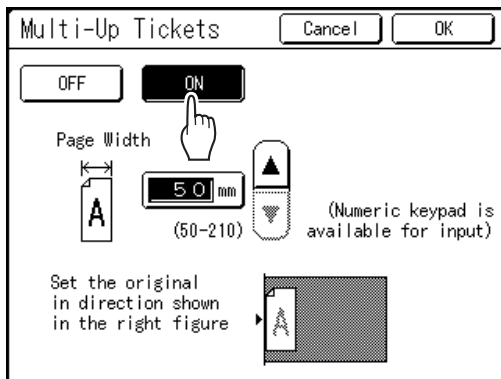 Multi-Up Tickets Cancel OK
OFF ON
Page Width
A 50 mm
(50-210)
(Numeric keypad is
available for input)
Set the original
in direction shown
in the right figure
A